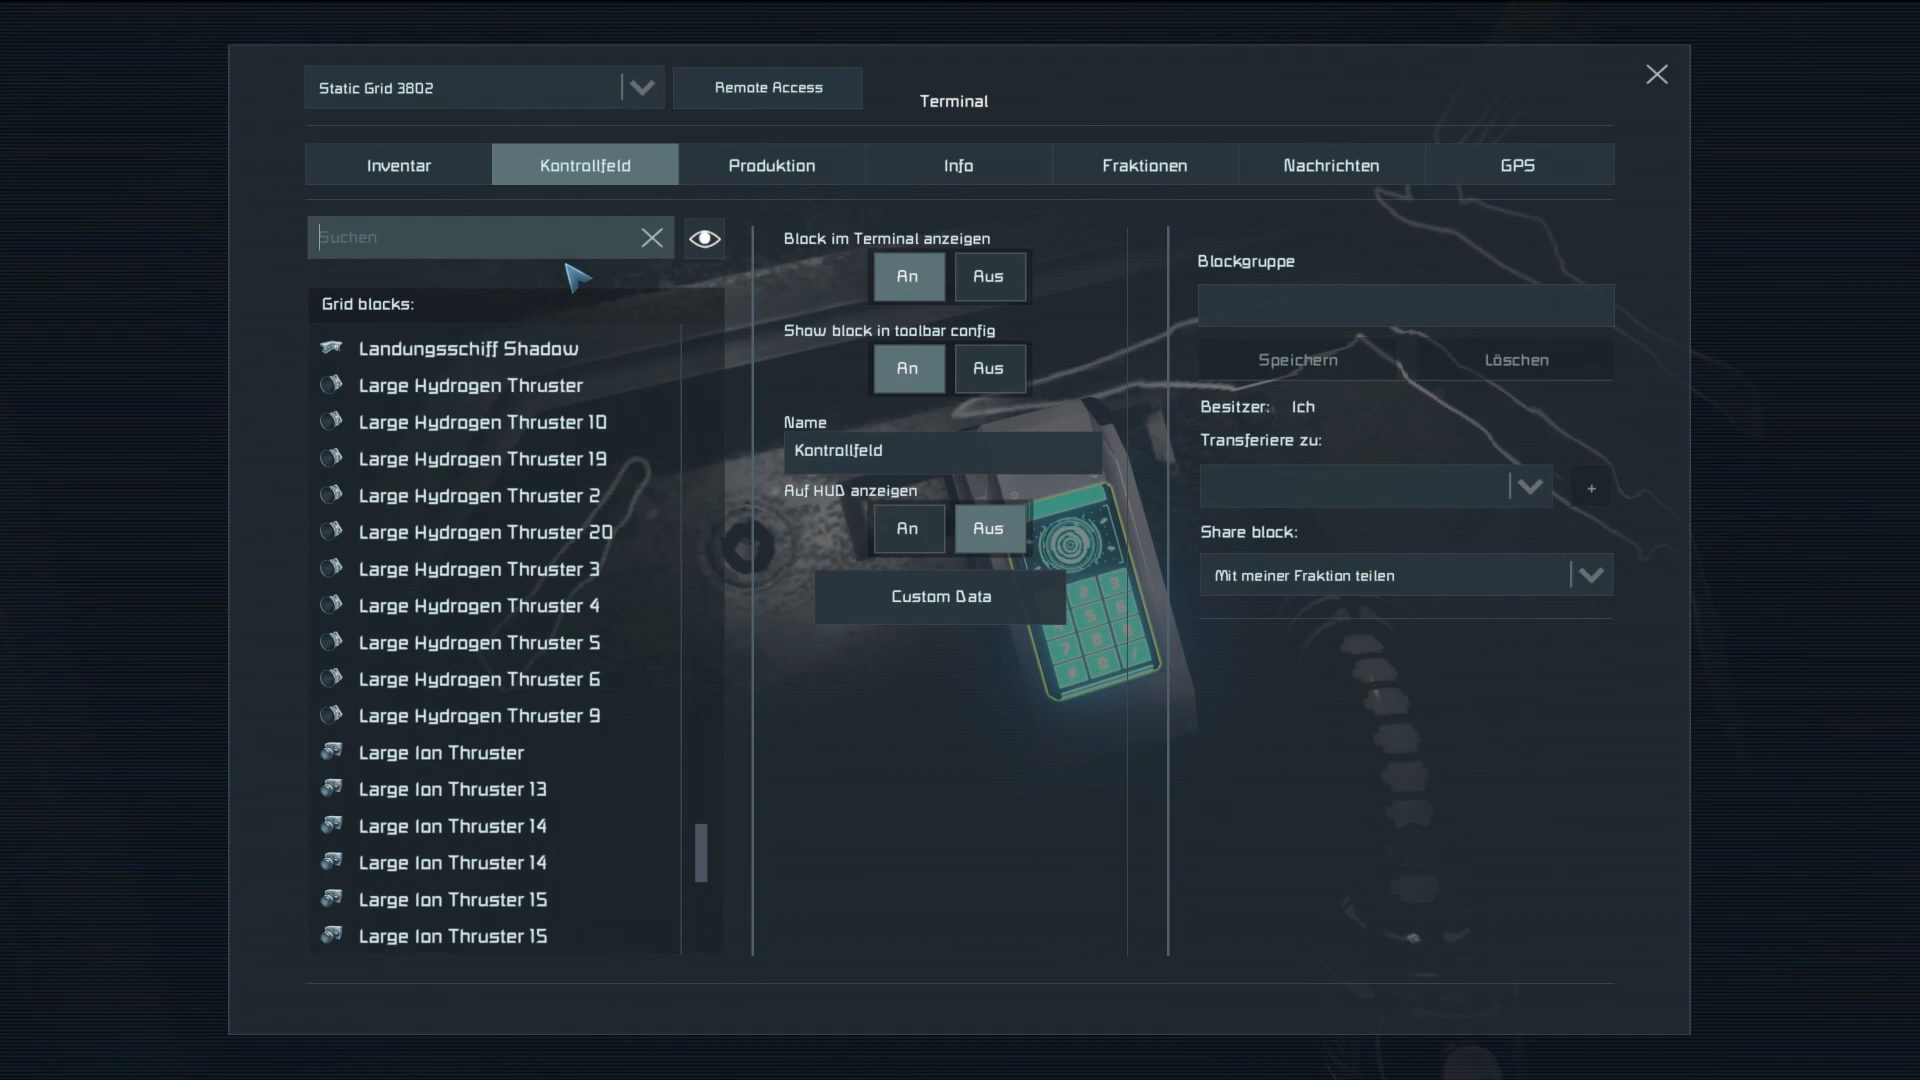 Static Grid 3802
Remote Access
Terminal
Inventar
Kontrollfeld
Produktion
Info
Fraktionen
Nachrichten
GPS
Suchen
Grid blocks:
Landungsschiff Shadow
Large Hydrogen Thruster
Large Hydrogen Thruster 10
Large Hydrogen Thruster 19
Large Hydrogen Thruster 2
Large Hydrogen Thruster 20
Large Hydrogen Thruster 3
Large Hydrogen Thruster 4
Large Hydrogen Thruster 5
Large Hydrogen Thruster 6
Large Hydrogen Thruster 9
Large Ion Thruster
Large Ion Thruster 13
Large Ion Thruster 14
Large Ion Thruster 14
Large Ion Thruster 15
Large Ion Thruster 15
Block im Terminal anzeigen
An Aus
Show block in toolbar config
An Aus
Name
Kontrollfeld
Auf HUD anzeigen
An Aus
Custom Data
Blockgruppe
Speichern Löschen
Besitzer: Ich
Transferiere zu:
+
Share block:
Mit meiner Fraktion teilen